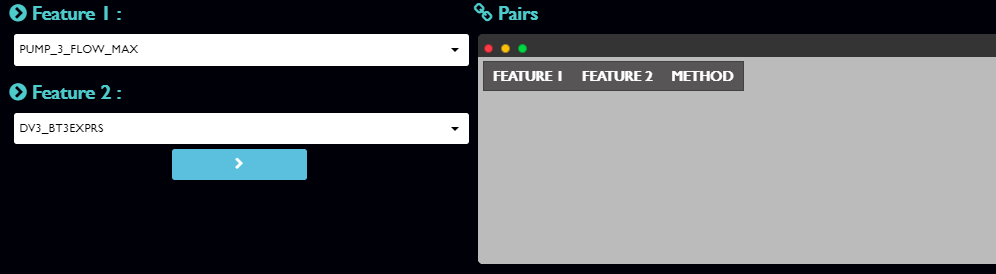 Feature 1 :
PUMP_3_FLOW_MAX
Feature 2 :
DV3_BT3EXPRS
Pairs
FEATURE 1 FEATURE 2 METHOD